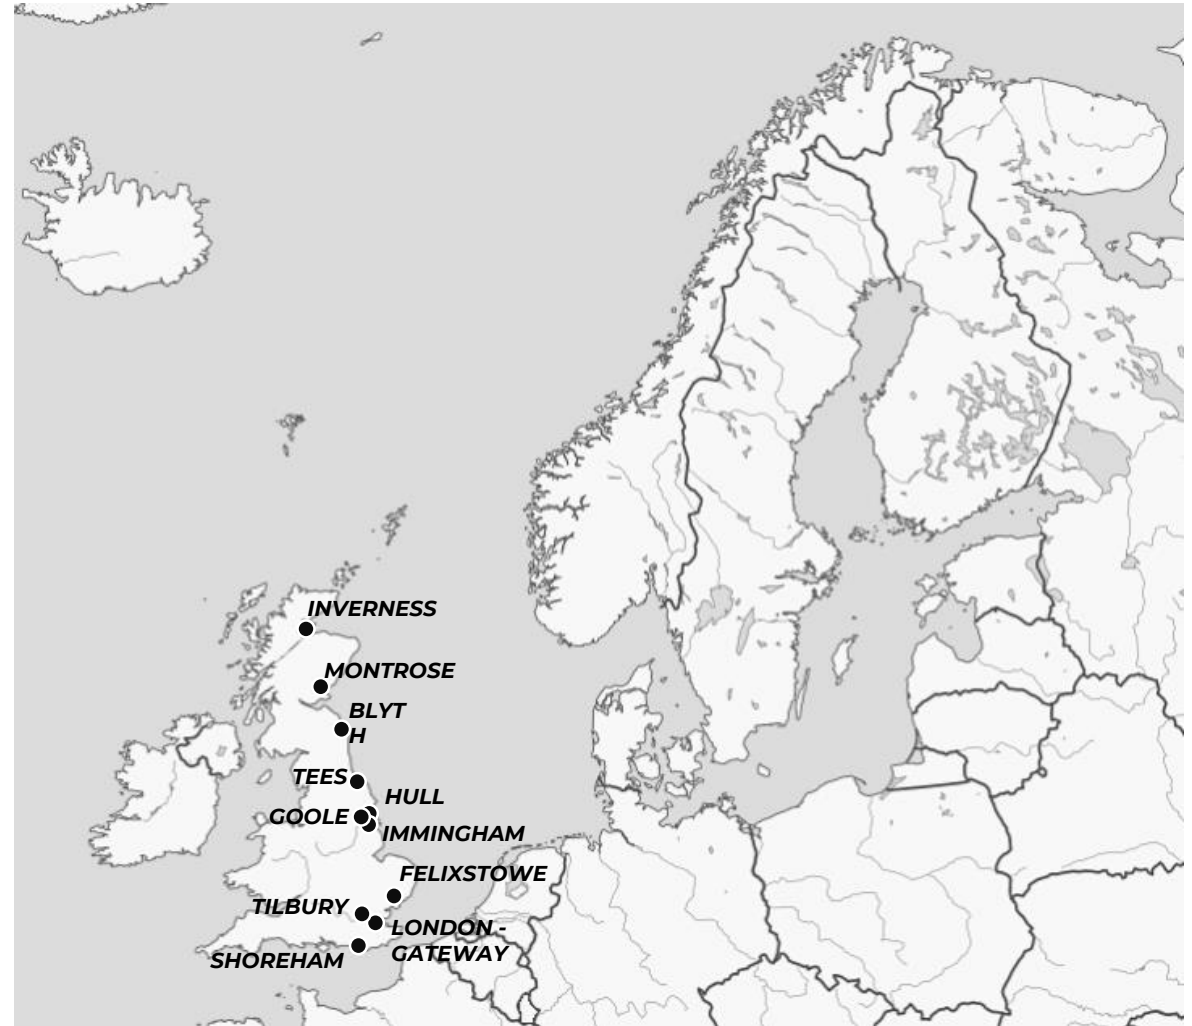 INVERNESS
MONTROSE
BLYT
H
TEES
HULL
GOOLE
IMMINGHAM
FELIXSTOWE
TILBURY
LONDON -
GATEWAY
SHOREHAM